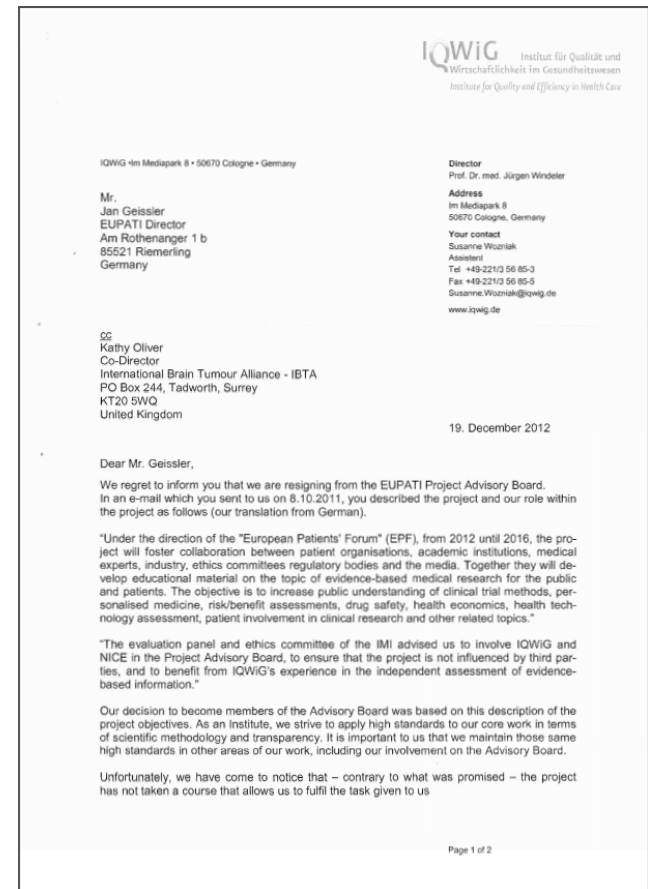 IQWiG Institut für Qualität und
Wirtschaftlichkeit im Gesundheitswesen
Institute for Quality and Efficiency in Health Care
IQWiG •Im Mediapark 8 • 50670 Cologne • Germany
Mr.
Jan Geissler
EUPATI Director
Am Rothenanger 1 b
85521 Riemerling
Germany
Director
Prof. Dr. med. Jürgen Windeler
Address
Im Mediapark 8
50670 Cologne, Germany
Your contact
Susanne Wozniak
Assistent
Tel +49-221/3 56 85-3
Fax +49-221/3 56 85-5
Susanne.Wozniak@iqwig.de
www.iqwig.de
cc
Kathy Oliver
Co-Director
International Brain Tumour Alliance - IBTA
PO Box 244, Tadworth, Surrey
KT20 5WQ
United Kingdom
19. December 2012
Dear Mr. Geissler,
We regret to inform you that we are resigning from the EUPATI Project Advisory Board.
In an e-mail which you sent to us on 8.10.2011, you described the project and our role within
the project as follows (our translation from German).
"Under the direction of the "European Patients' Forum" (EPF), from 2012 until 2016, the pro-
ject will foster collaboration between patient organisations, academic institutions, medical
experts, industry, ethics committees regulatory bodies and the media. Together they will de-
velop educational material on the topic of evidence-based medical research for the public
and patients. The objective is to increase public understanding of clinical trial methods, per-
sonalised medicine, risk/benefit assessments, drug safety, health economics, health tech-
nology assessment, patient involvement in clinical research and other related topics."
"The evaluation panel and ethics committee of the IMI advised us to involve IQWiG and
NICE in the Project Advisory Board, to ensure that the project is not influenced by third par-
ties, and to benefit from IQWiG's experience in the independent assessment of evidence-
based information."
Our decision to become members of the Advisory Board was based on this description of the
project objectives. As an Institute, we strive to apply high standards to our core work in terms
of scientific methodology and transparency. It is important to us that we maintain those same
high standards in other areas of our work, including our involvement on the Advisory Board.
Unfortunately, we have come to notice that – contrary to what was promised – the project
has not taken a course that allows us to fulfil the task given to us
Page 1 of 2